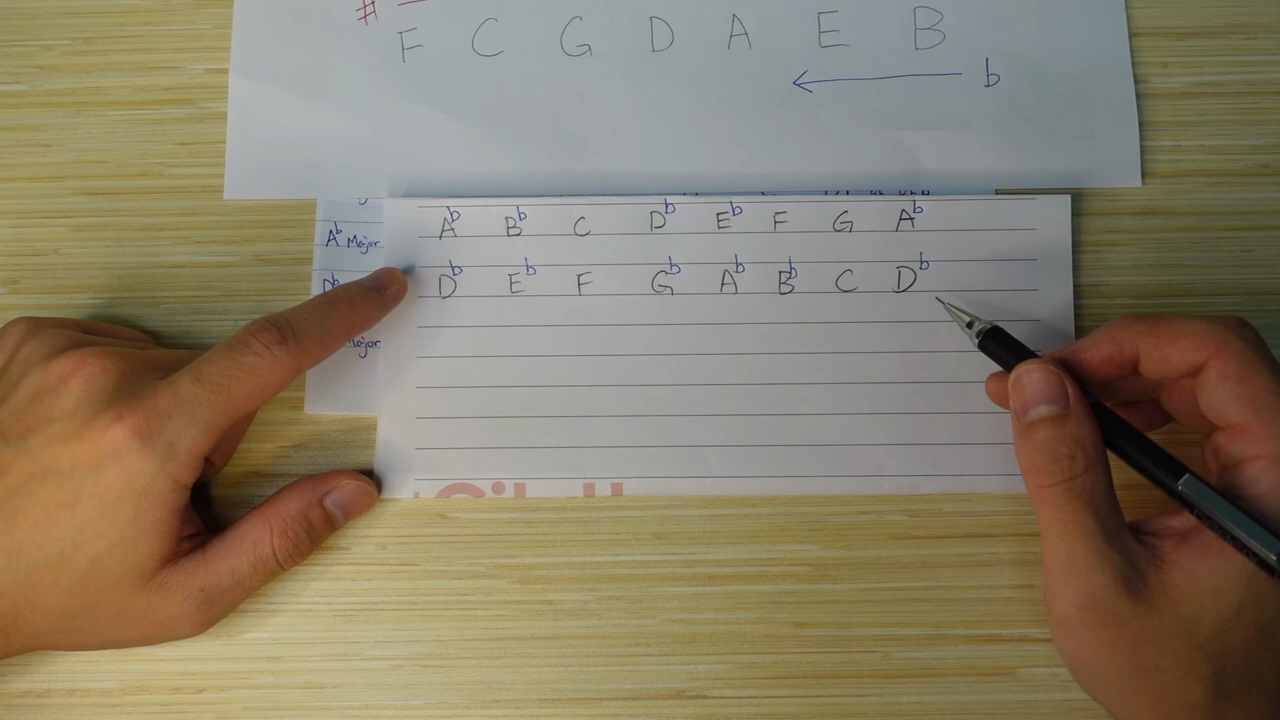 #
F C G D A E B
b
A♭ Major A♭ B♭ C D♭ E♭ F G A♭
D♭ D♭ E♭ F G♭ A♭ B♭ C D♭
Major